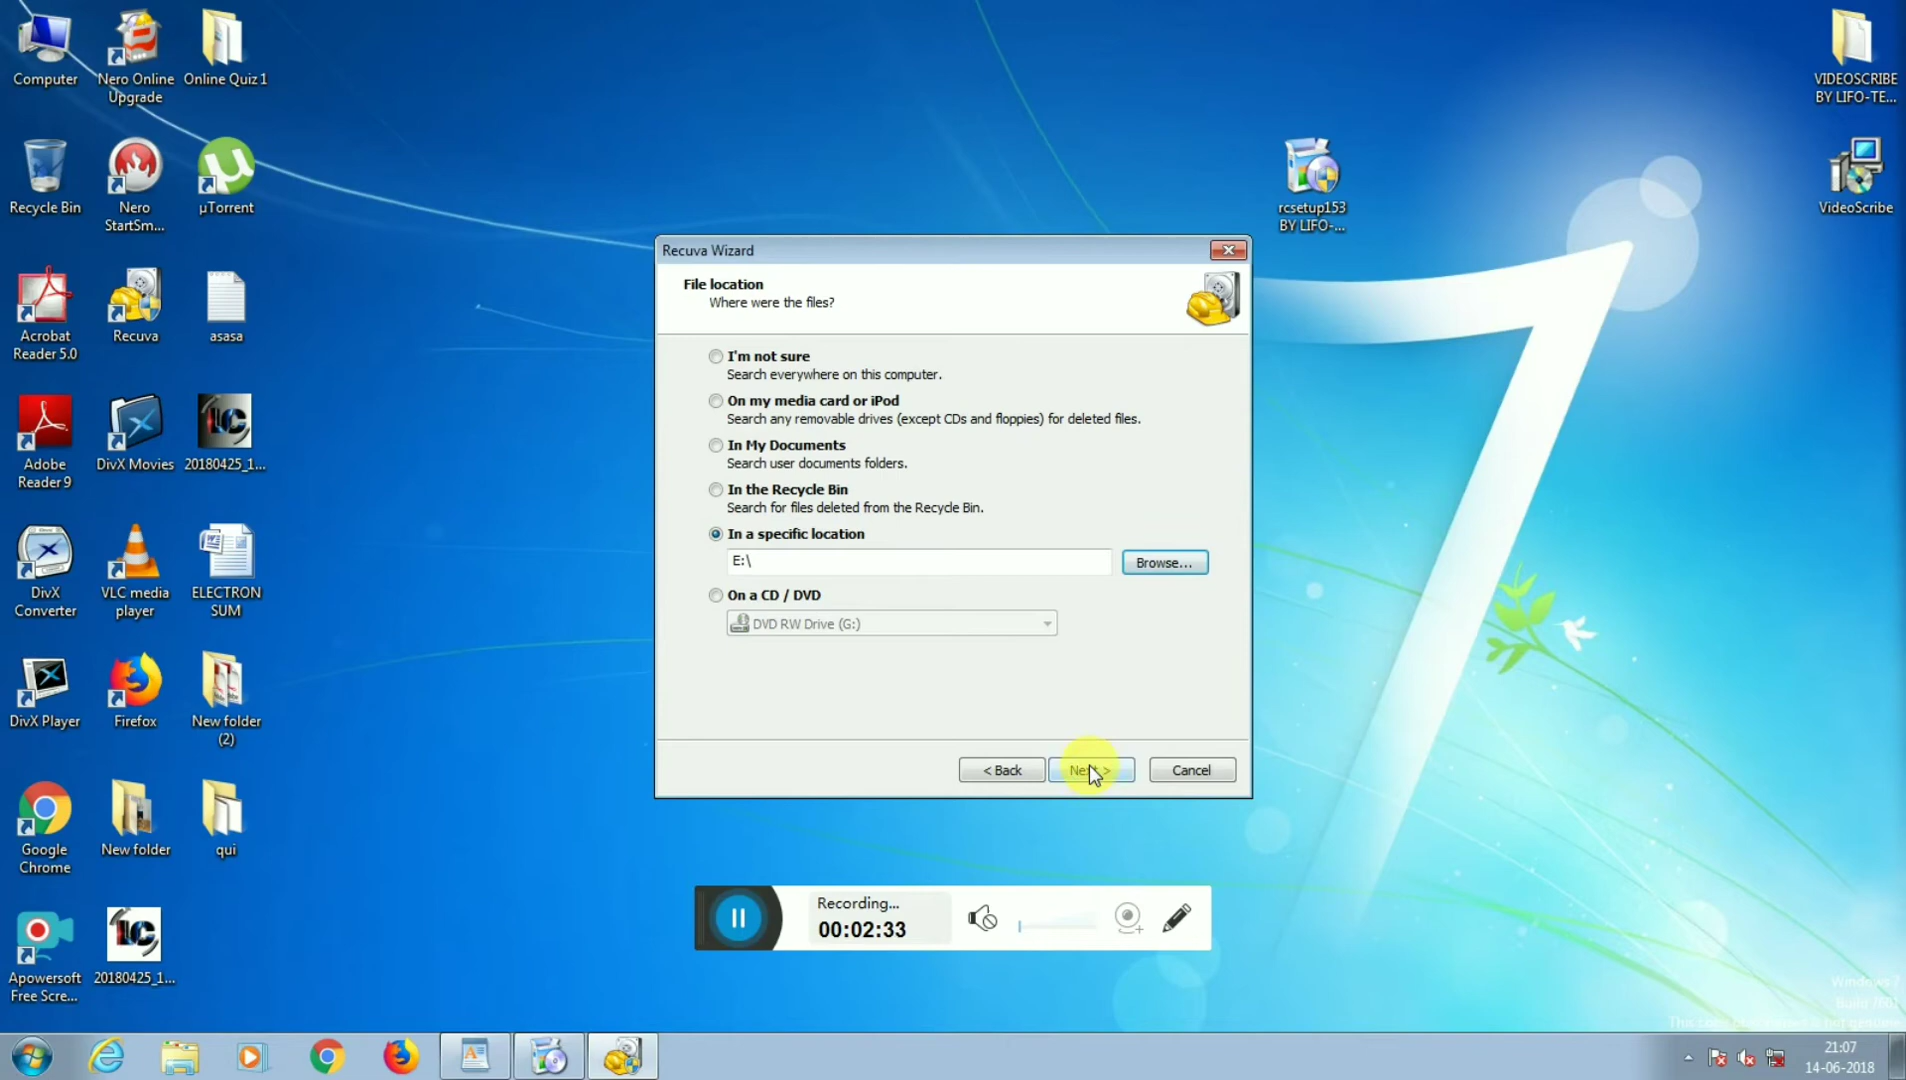 Computer
Nero Online
Upgrade
Online Quiz 1
VIDEOSCRIBE
BY LIFO-TE...
Recycle Bin
Nero
StartSm...
µTorrent
rcsetup153
BY LIFO-...
VideoScribe
Acrobat
Reader 5.0
Recuva
asasa
Adobe
Reader 9
DivX Movies
20180425_1...
DivX
Converter
VLC media
player
ELECTRON
SUM
DivX Player
Firefox
New folder
(2)
Google
Chrome
New folder
qui
Apowersoft
Free Scre...
20180425_1...
Recuva Wizard
File location
Where were the files?
I'm not sure
Search everywhere on this computer.
On my media card or iPod
Search any removable drives (except CDs and floppies) for deleted files.
In My Documents
Search user documents folders.
In the Recycle Bin
Search for files deleted from the Recycle Bin.
In a specific location
E:\
Browse...
On a CD / DVD
DVD RW Drive (G:)
< Back
Next >
Cancel
Recording...
00:02:33
Windows 7
Build 7601
genuine
21:07
14-06-2018